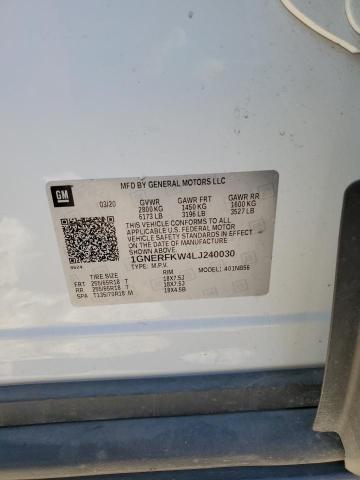 GM
MFD BY GENERAL MOTORS LLC
03/20 GVWR GAWR FRT GAWR RR
2800 KG 1450 KG 1600 KG
6173 LB 3196 LB 3527 LB
THIS VEHICLE CONFORMS TO ALL
APPLICABLE U.S. FEDERAL MOTOR
VEHICLE SAFETY STANDARDS IN
EFFECT ON THE DATE OF
MANUFACTURE SHOWN ABOVE.
1GNERFKW4LJ240030
TYPE: M.P.V. MODEL: 401NB56
TIRE SIZE RIM
FRT 255/65R18 T 18X7.5J
RR 255/65R18 T 18X7.5J
SPA T135/70R18 M 18X4.5B